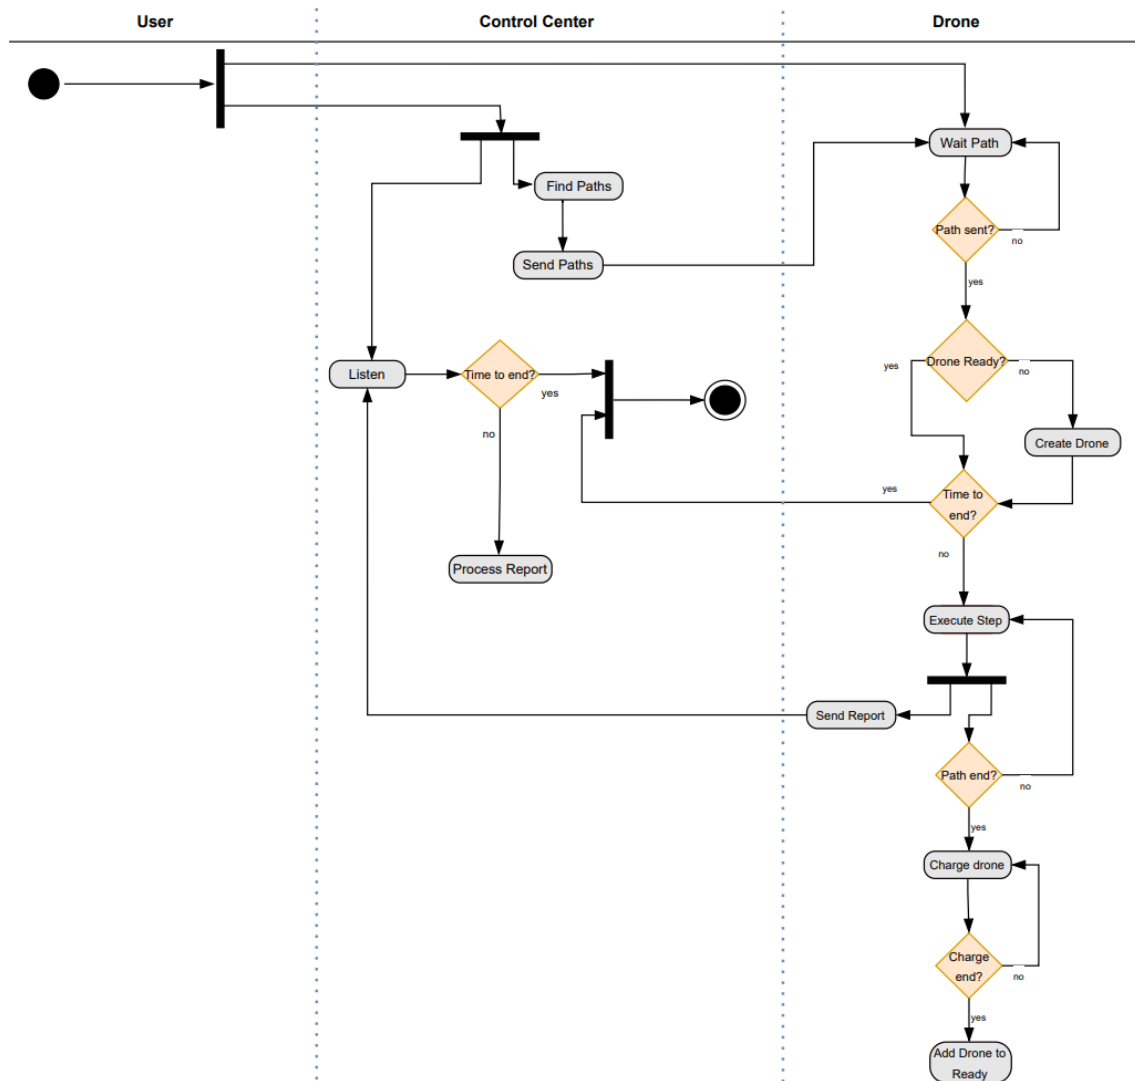 User
Control Center
Drone
Wait Path
Find Paths
Path sent?
no
Send Paths
yes
Listen
Time to end?
yes
no
Drone Ready?
yes
no
Create Drone
Time to
end?
yes
no
Process Report
Execute Step
Send Report
Path end?
no
yes
Charge drone
Charge
end?
no
yes
Add Drone to
Ready